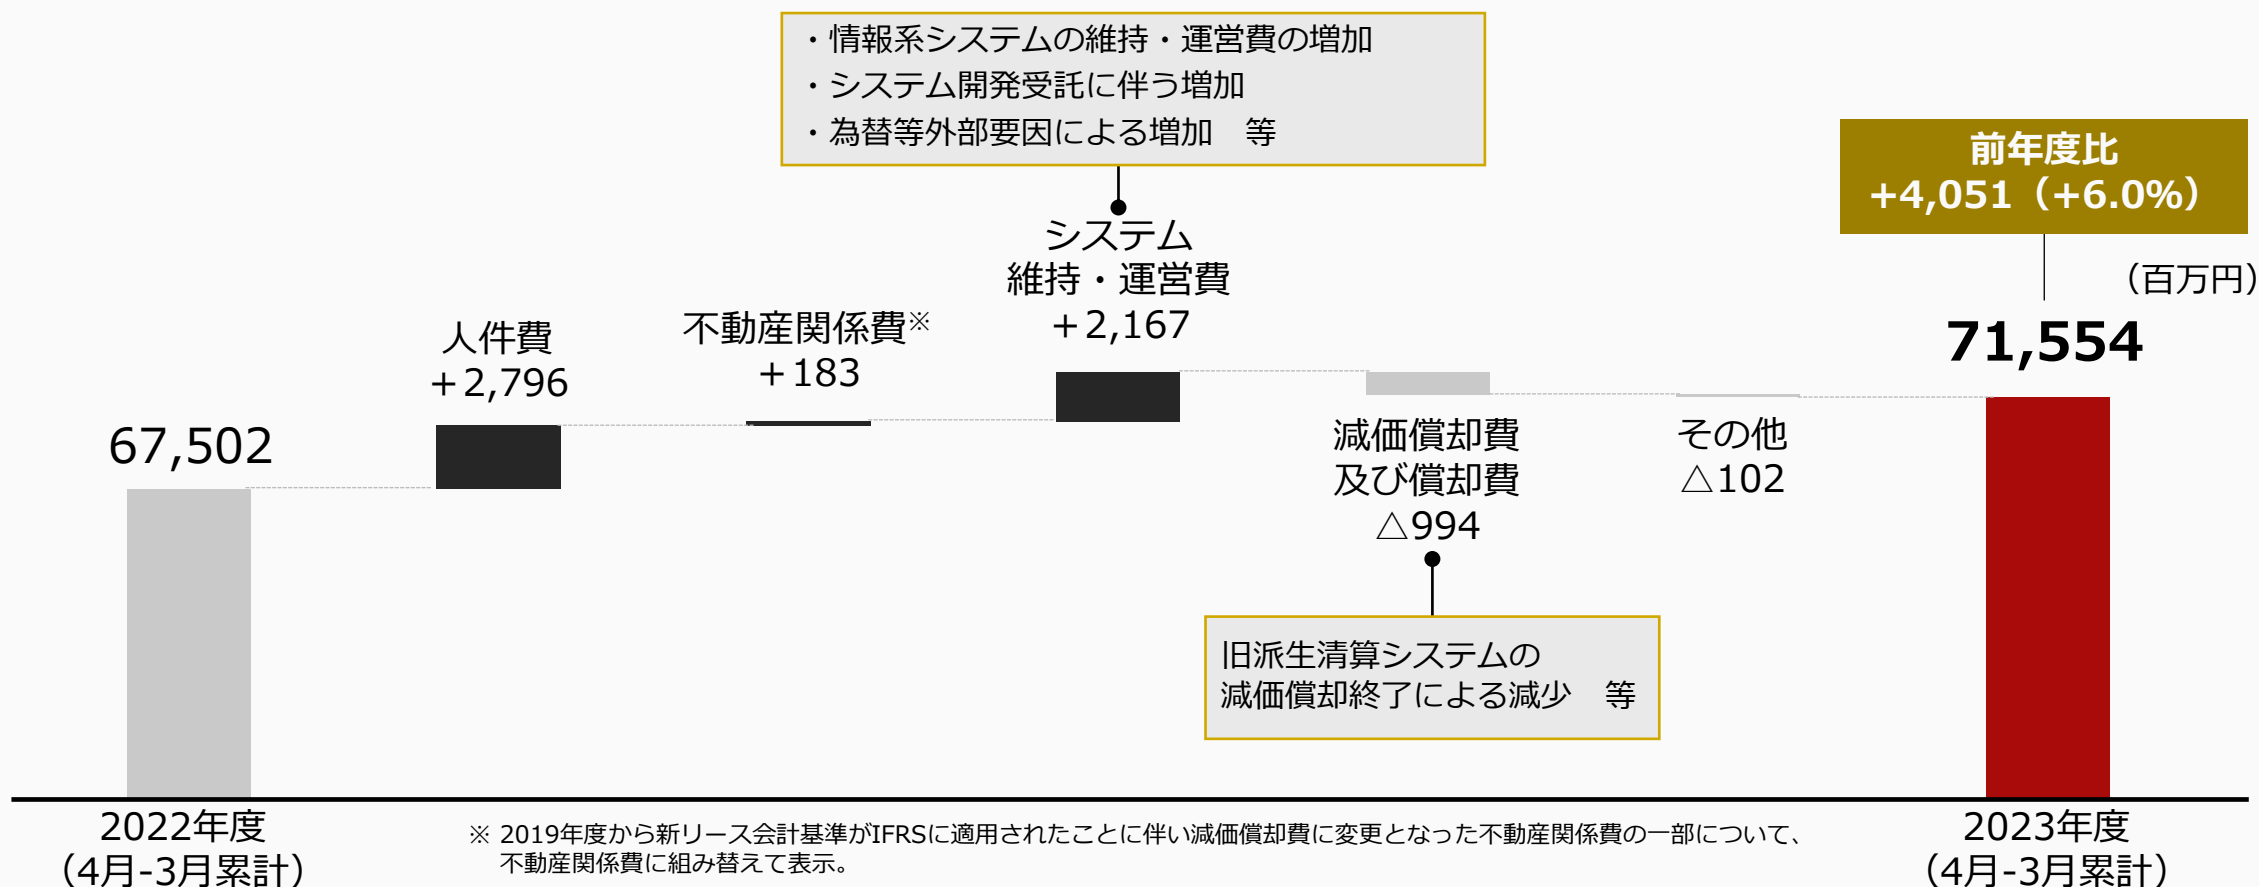 ・情報系システムの維持・運営費の増加
・システム開発受託に伴う増加
・為替等外部要因による増加　等
前年度比
+4,051（+6.0%）
（百万円）
67,502
人件費
＋2,796
不動産関係費※
＋183
システム
維持・運営費
＋2,167
減価償却費
及び償却費
△994
その他
△102
71,554
旧派生清算システムの
減価償却終了による減少　等
2022年度
（4月-3月累計）
2023年度
（4月-3月累計）
※ 2019年度から新リース会計基準がIFRSに適用されたことに伴い減価償却費に変更となった不動産関係費の一部について、
不動産関係費に組み替えて表示。